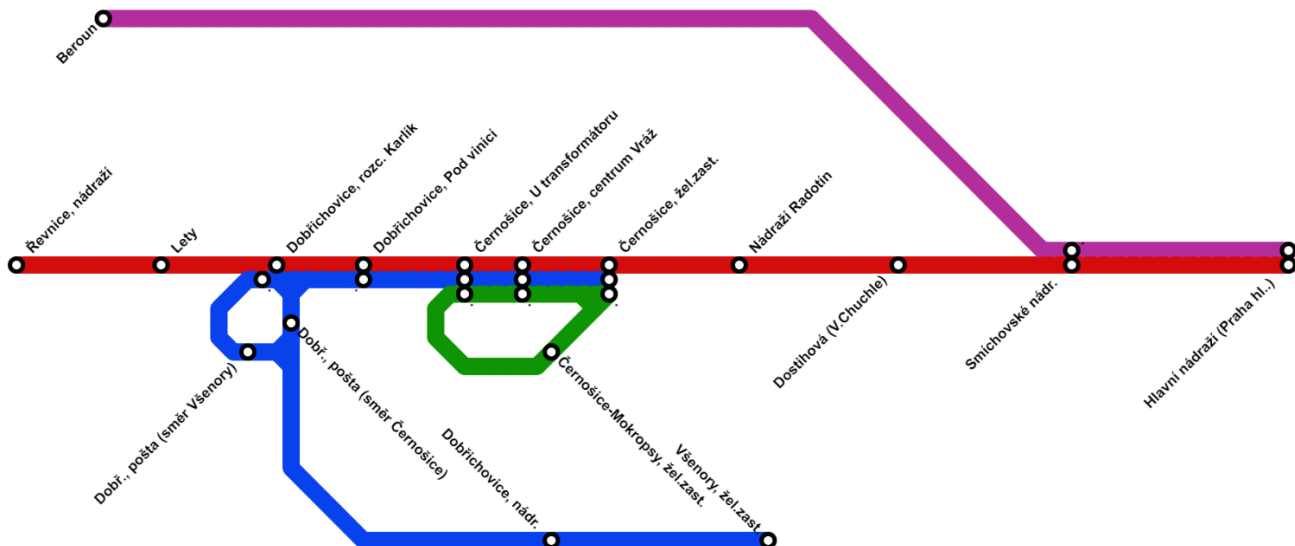 Beroun
Řevnice, nádraží
Lety
Dobřichovice, rozc. Karlík
Dobřichovice, Pod vinicí
Černošice, U transformátoru
Černošice, centrum Vráž
Černošice, žel.zast.
Nádraží Radotín
Dostihová (V.Chuchle)
Smíchovské nádr.
Hlavní nádraží (Praha hl..)
Dobř., pošta (směr Všenory)
Dobř., pošta (směr Černošice)
Dobřichovice, nádr.
Černošice-Mokropsy, žel.zast.
Všenory, žel.zast